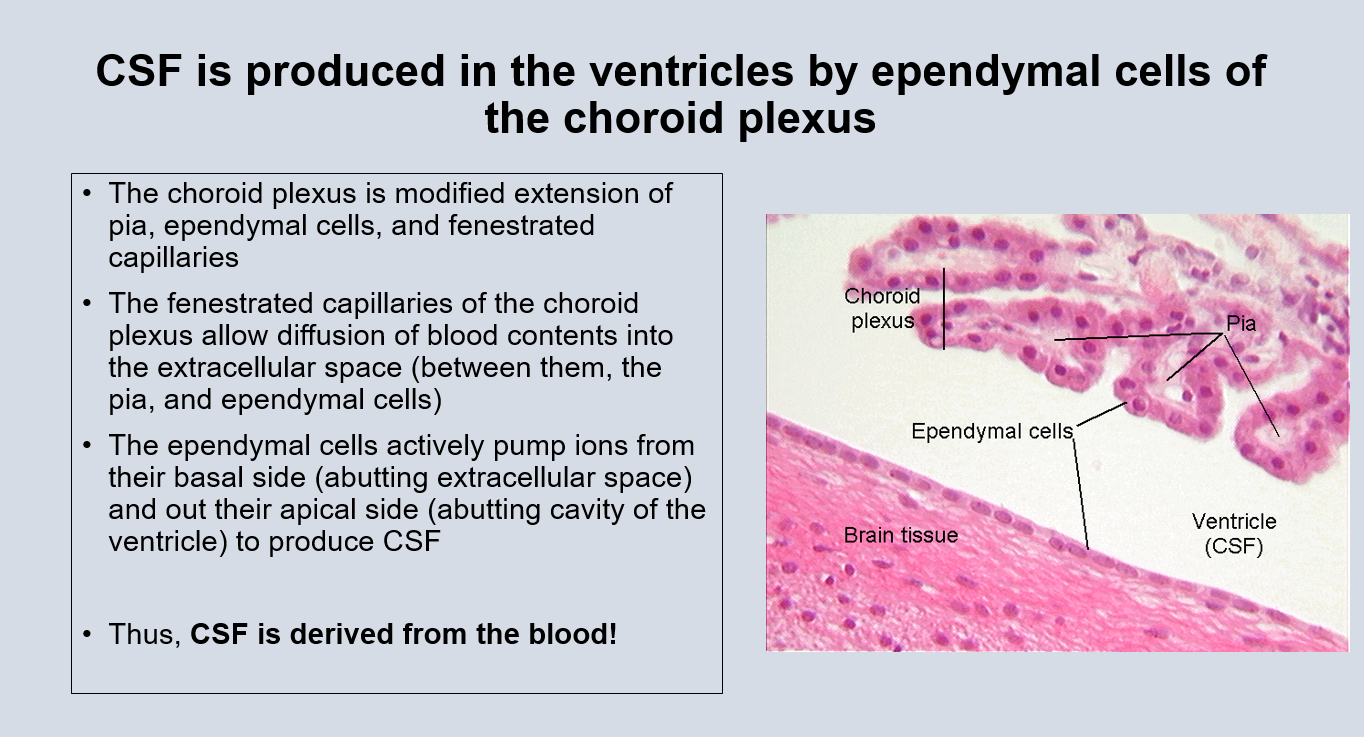 CSF is produced in the ventricles by ependymal cells of
the choroid plexus
• The choroid plexus is modified extension of
pia, ependymal cells, and fenestrated
capillaries
• The fenestrated capillaries of the choroid
plexus allow diffusion of blood contents into
the extracellular space (between them, the
pia, and ependymal cells)
• The ependymal cells actively pump ions from
their basal side (abutting extracellular space)
and out their apical side (abutting cavity of the
ventricle) to produce CSF
• Thus, CSF is derived from the blood!
Choroid
plexus
Pia
Ependymal cells
Brain tissue
Ventricle
(CSF)